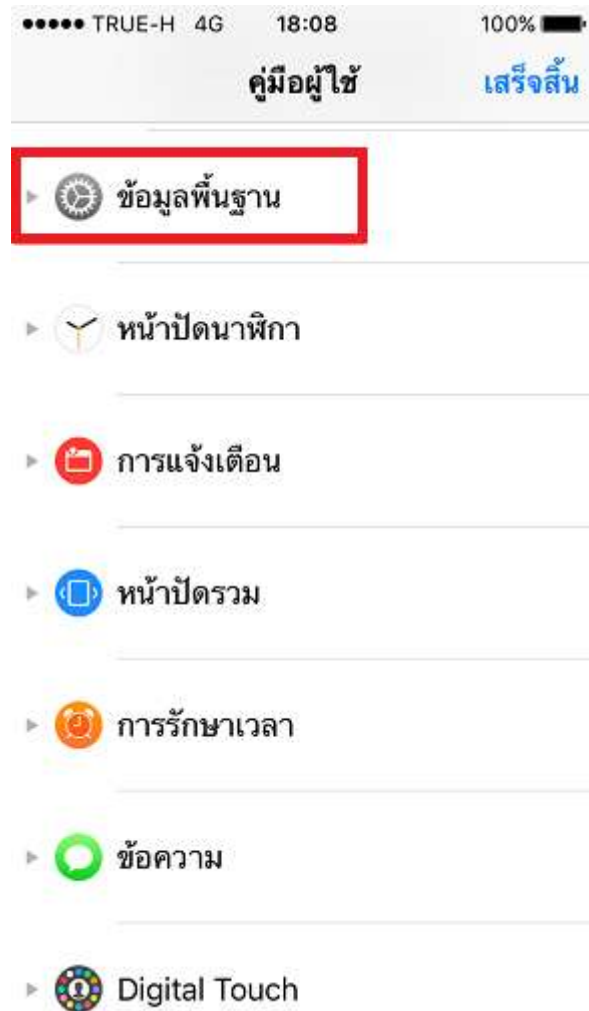 TRUE-H 4G 18:08 100%
คู่มือผู้ใช้ เสร็จสิ้น
ข้อมูลพื้นฐาน
หน้าปัดนาฬิกา
การแจ้งเตือน
หน้าปัดรวม
การรักษาเวลา
ข้อความ
Digital Touch